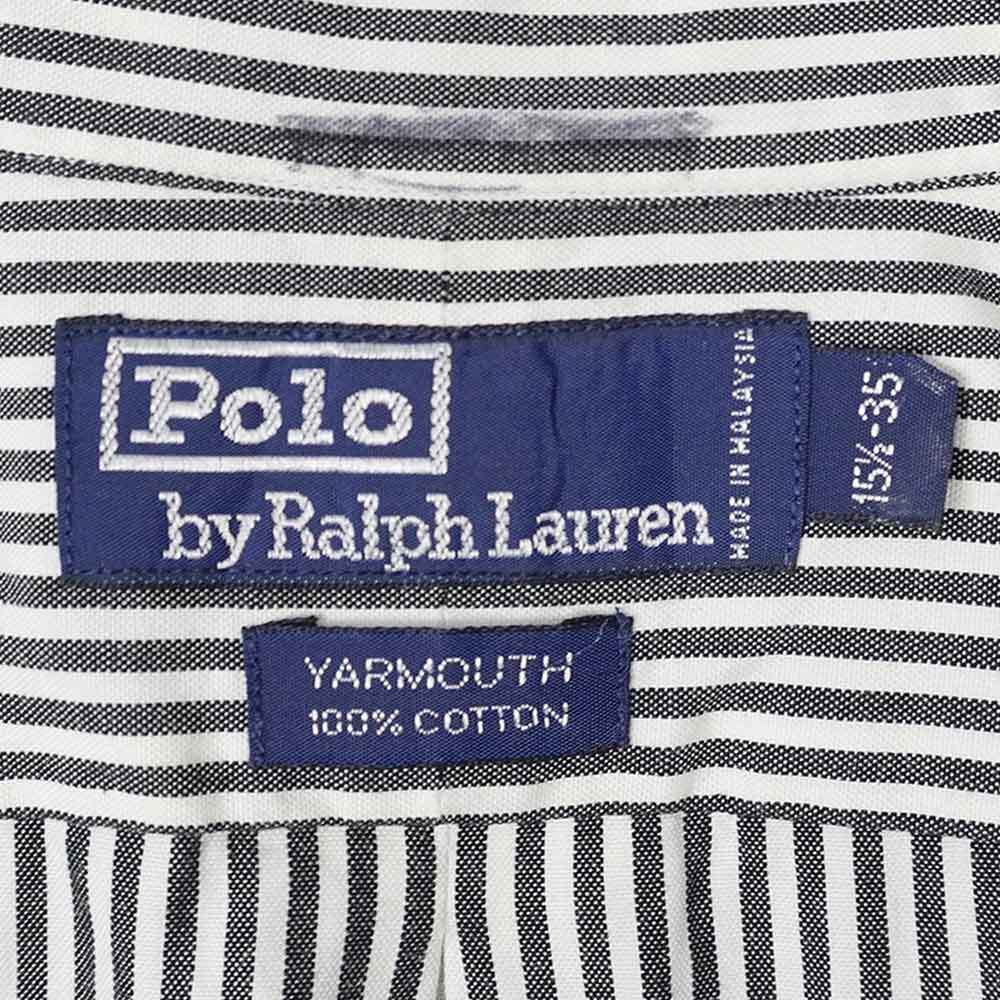 Polo
by Ralph Lauren
MADE IN MALAYSIA
15½-35
YARMOUTH
100% COTTON